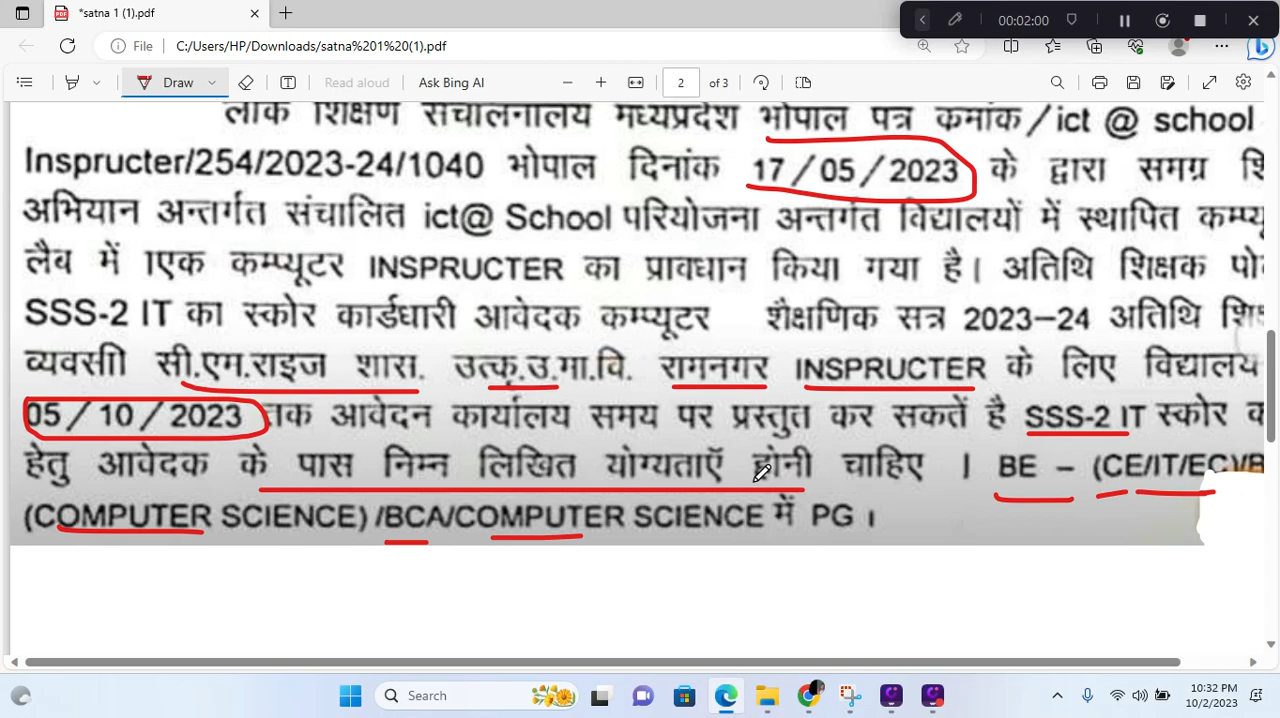 *satna 1 (1).pdf
00:02:00
File C:/Users/HP/Downloads/satna%201%20(1).pdf
Draw Read aloud Ask Bing AI 2 of 3
लोक शिक्षण संचालनालय मध्यप्रदेश भोपाल पत्र कमांक/ict @ school
Inspructer/254/2023-24/1040 भोपाल दिनांक 17/05/2023 के द्वारा समग्र
अभियान अन्तर्गत संचालित ict@ School परियोजना अन्तर्गत विद्यालयों में स्थापित
लैब में 1एक कम्प्यूटर INSPRUCTER का प्रावधान किया गया है। अतिथि शिक्षक
SSS-2 IT का स्कोर कार्डधारी आवेदक कम्प्यूटर शैक्षणिक सत्र 2023–24 अतिथि
व्यवसी सी.एम.राइज शास. उत्कृ.उ.मा.वि. रामनगर INSPRUCTER के लिए विद्यालय
05/10/2023 तक आवेदन कार्यालय समय पर प्रस्तुत कर सकतें है SSS-2 IT स्कोर
हेतु आवेदक के पास निम्न लिखित योग्यताऍ होनी चाहिए । BE – (CE/IT/EC)/
(COMPUTER SCIENCE) /BCA/COMPUTER SCIENCE में PG ।
Search
10:32 PM
10/2/2023